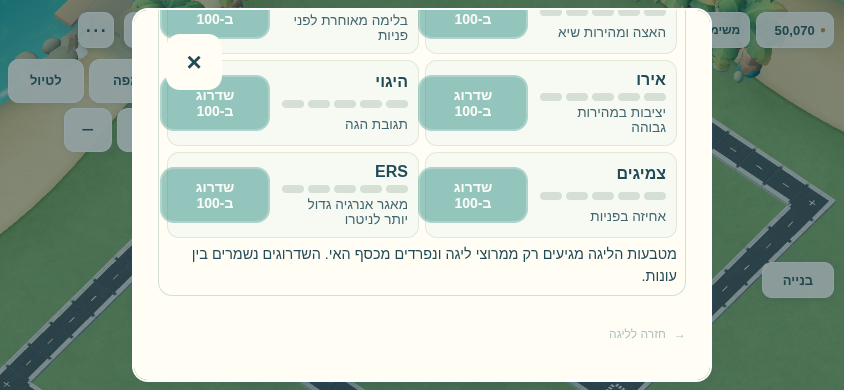 50,070
משימ
...
לטיול
מפה
—
בנייה
×
האצה ומהירות שיא
ב-100
בלימה מאוחרת לפני
פניות
ב-100
אירו
יציבות במהירות
גבוהה
שדרוג
ב-100
היגוי
תגובת הגה
שדרוג
ב-100
צמיגים
אחיזה בפניות
שדרוג
ב-100
ERS
מאגר אנרגיה גדול
יותר לניטרו
שדרוג
ב-100
מטבעות הליגה מגיעים רק ממרוצי ליגה ונפרדים מכסף האי. השדרוגים נשמרים בין
עונות.
→ חזרה לליגה